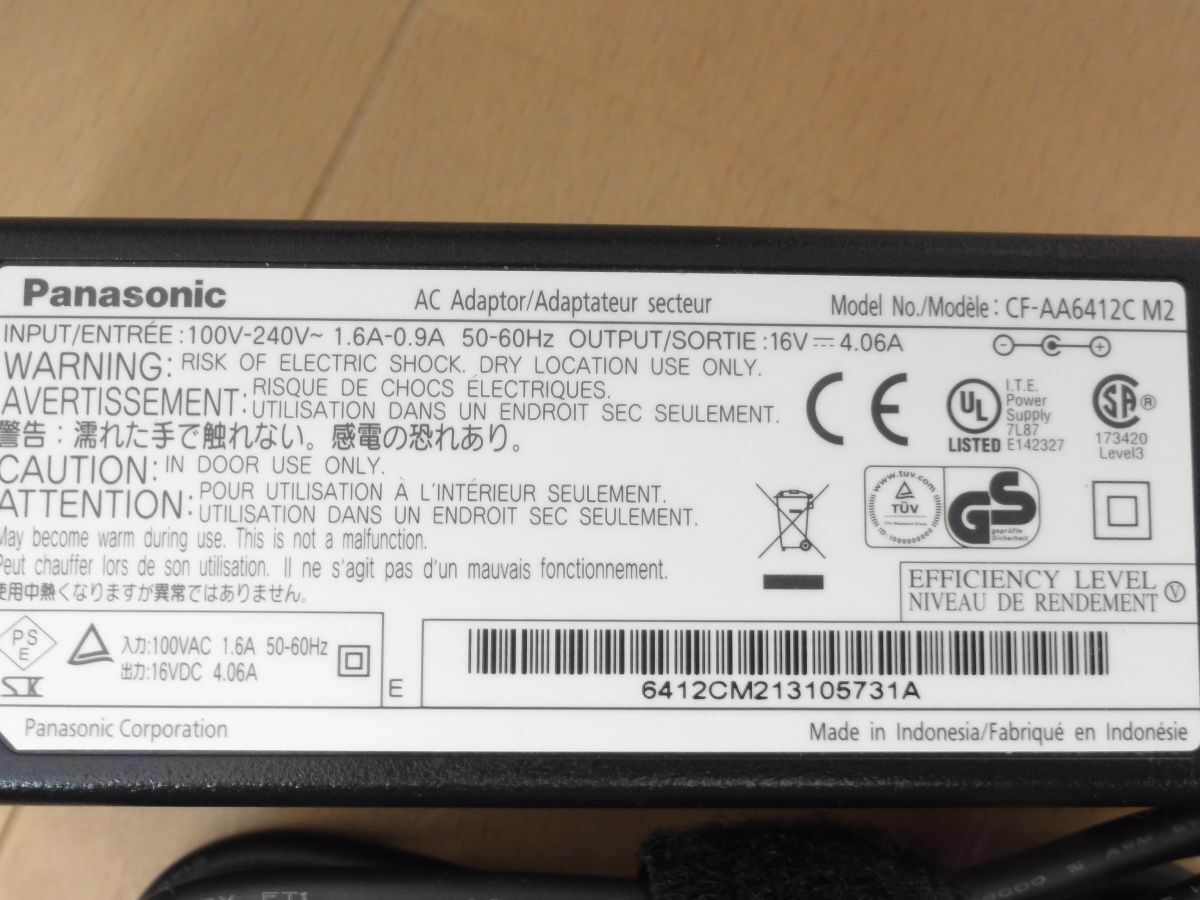 Panasonic
AC Adaptor/Adaptateur secteur
Model No./Modèle : CF-AA6412C M2
INPUT/ENTRÉE : 100V-240V~ 1.6A-0.9A 50-60Hz OUTPUT/SORTIE : 16V⎓ 4.06A
WARNING: RISK OF ELECTRIC SHOCK. DRY LOCATION USE ONLY.
AVERTISSEMENT: RISQUE DE CHOCS ÉLECTRIQUES.
UTILISATION DANS UN ENDROIT SEC SEULEMENT.
警告：濡れた手で触れない。感電の恐れあり。
CAUTION: IN DOOR USE ONLY.
ATTENTION: POUR UTILISATION À L'INTÉRIEUR SEULEMENT.
UTILISATION DANS UN ENDROIT SEC SEULEMENT.
May become warm during use. This is not a malfunction.
Peut chauffer lors de son utilisation. Il ne s'agit pas d'un mauvais fonctionnement.
使用中熱くなりますが異常ではありません。
CE
UL
LISTED
I.T.E.
Power
Supply
7L87
E142327
SA ®
173420
Level3
www.tuv.com
TÜV
GS
geprüfte
Sicherheit
EFFICIENCY LEVEL
NIVEAU DE RENDEMENT
V
PS
E
入力:100VAC 1.6A 50-60Hz
出力:16VDC 4.06A
E
6412CM213105731A
Panasonic Corporation
Made in Indonesia/Fabriqué en Indonésie